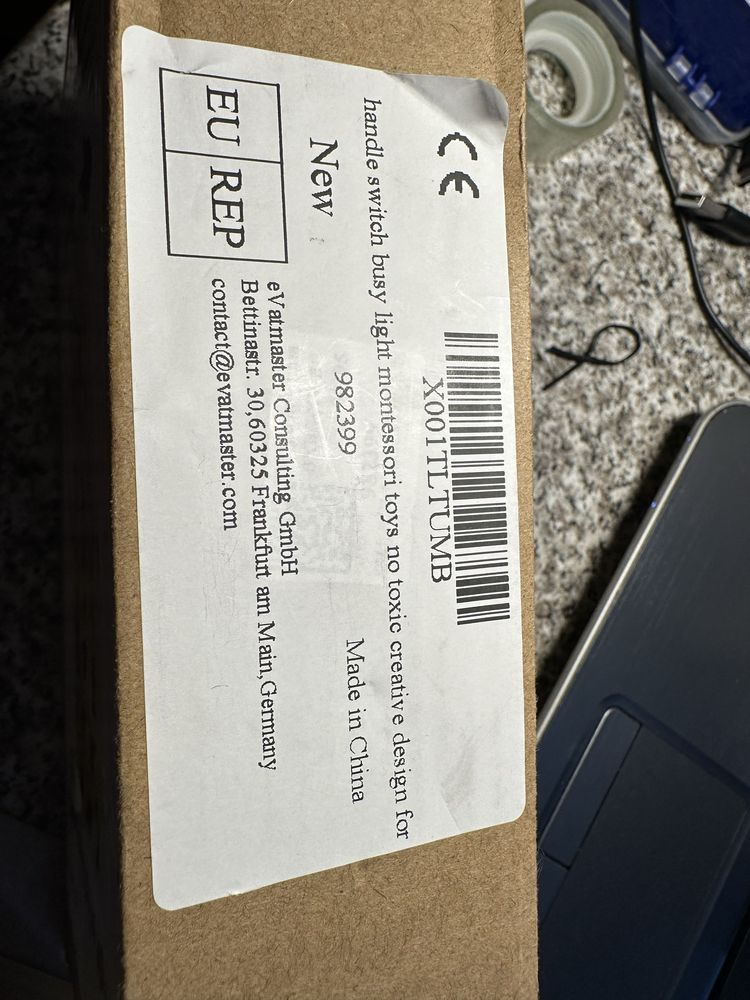 CE
X001TLTUMB
handle switch busy light montessori toys no toxic creative design for
New 982399 Made in China
EU REP
eVatmaster Consulting GmbH
Bettinastr. 30,60325 Frankfurt am Main,Germany
contact@evatmaster.com